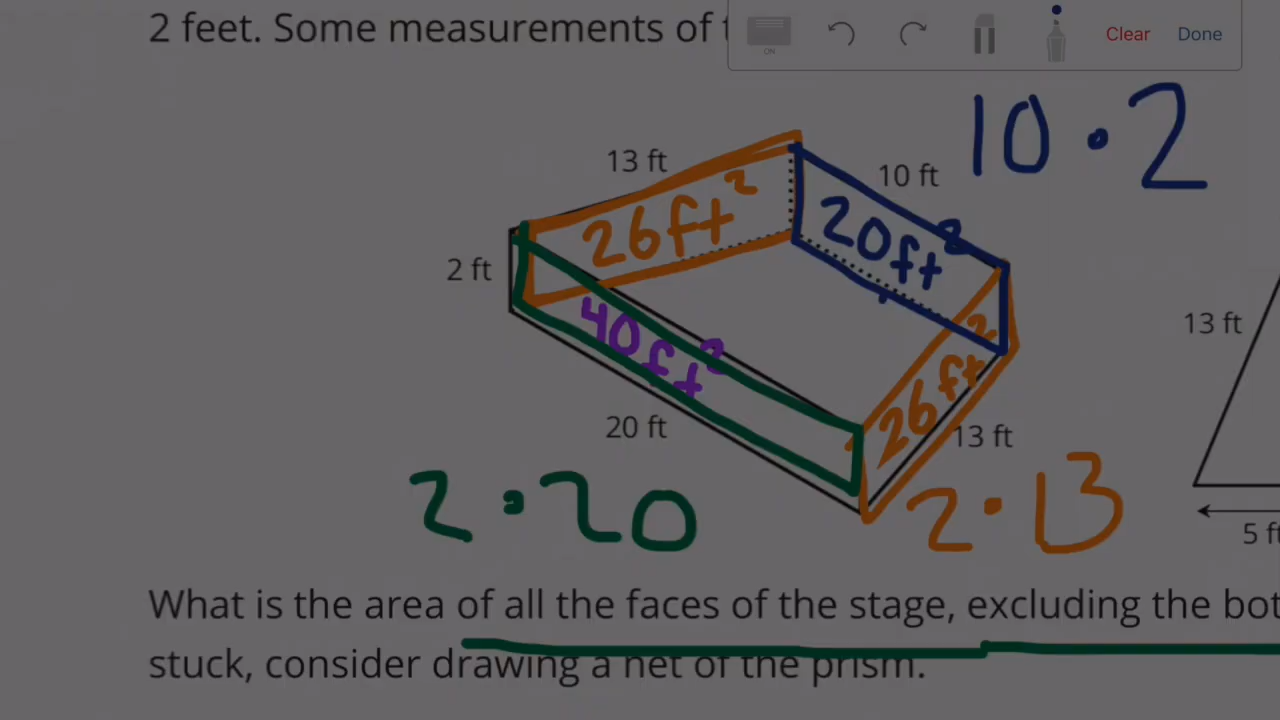 2 feet. Some measurements of t
ON
Clear
Done
10 · 2
13 ft
10 ft
26ft²
20ft²
2 ft
40ft²
13 ft
26ft²
20 ft
13 ft
2 · 20
2 · 13
5 ft
What is the area of all the faces of the stage, excluding the bot
stuck, consider drawing a net of the prism.